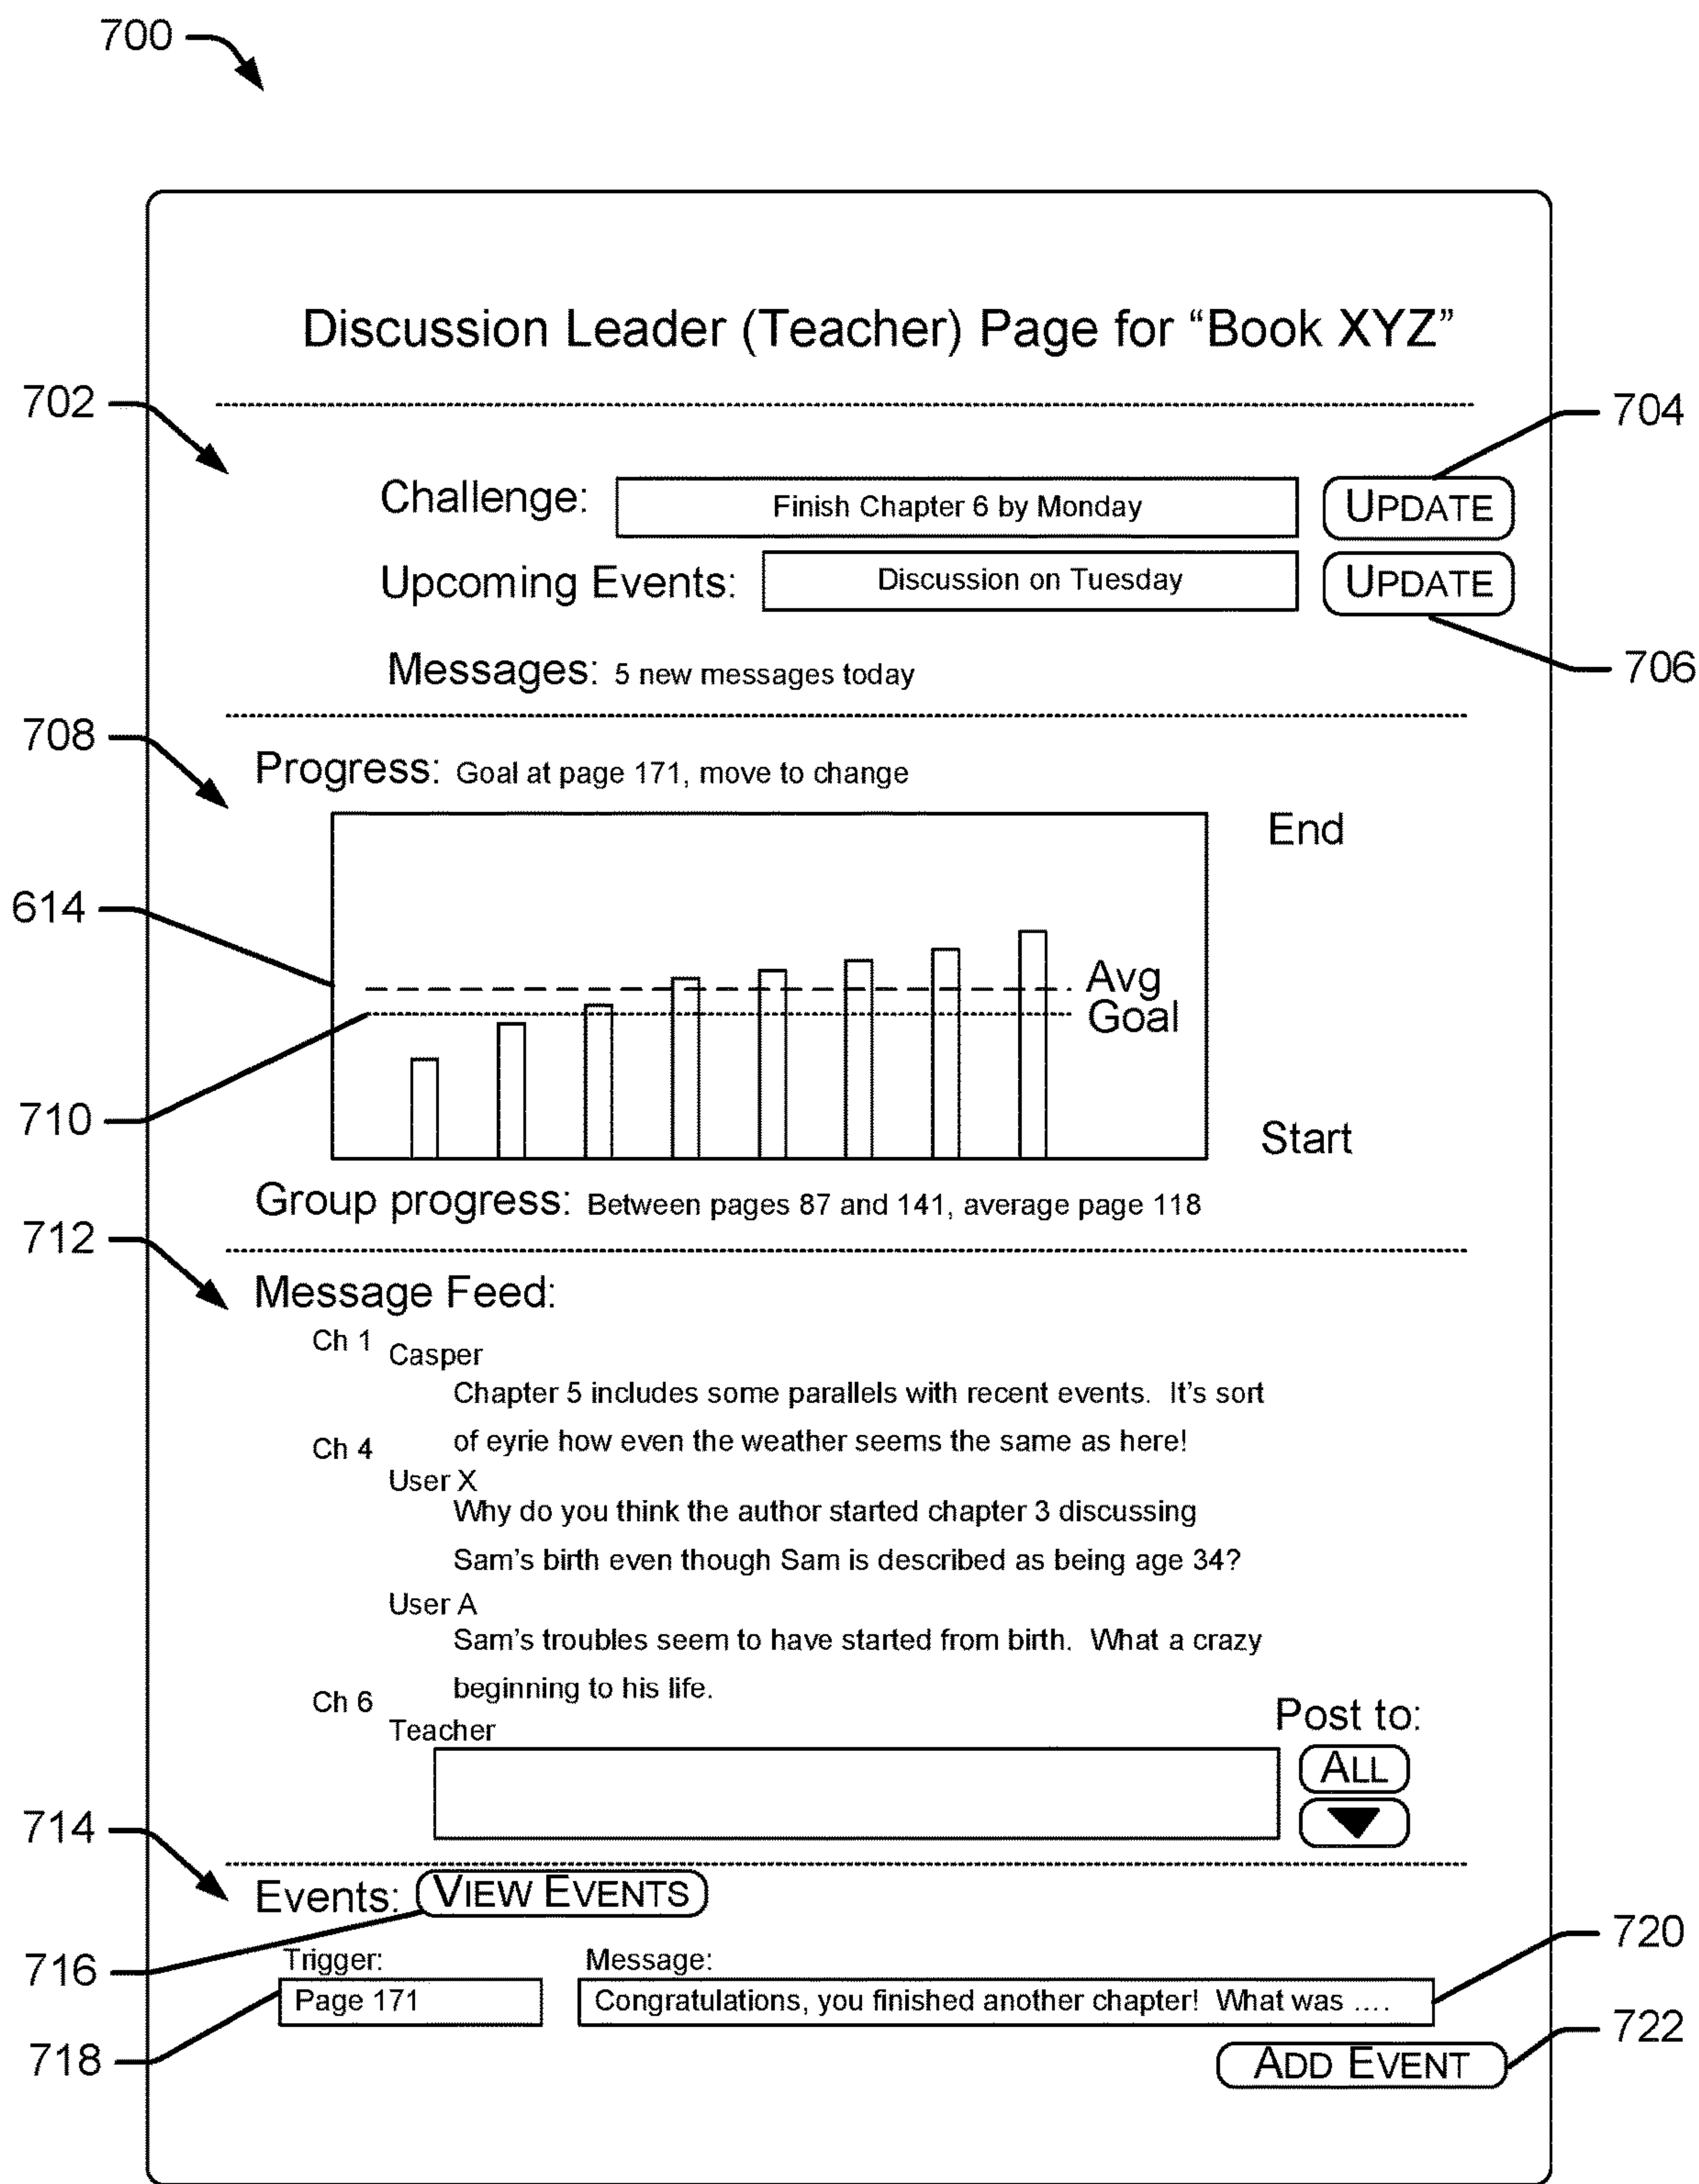 700
Discussion Leader (Teacher) Page for “Book XYZ”
702
704
Challenge: Finish Chapter 6 by Monday UPDATE
Upcoming Events: Discussion on Tuesday UPDATE
706
Messages: 5 new messages today
708
Progress: Goal at page 171, move to change
End
614
Avg
Goal
710
Start
Group progress: Between pages 87 and 141, average page 118
712
Message Feed:
Ch 1
Casper
Chapter 5 includes some parallels with recent events. It’s sort
of eyrie how even the weather seems the same as here!
Ch 4
User X
Why do you think the author started chapter 3 discussing
Sam’s birth even though Sam is described as being age 34?
User A
Sam’s troubles seem to have started from birth. What a crazy
beginning to his life.
Ch 6
Teacher
Post to:
ALL
714
Events: VIEW EVENTS
716
720
Trigger: Message:
Page 171 Congratulations, you finished another chapter! What was ....
718
722
ADD EVENT